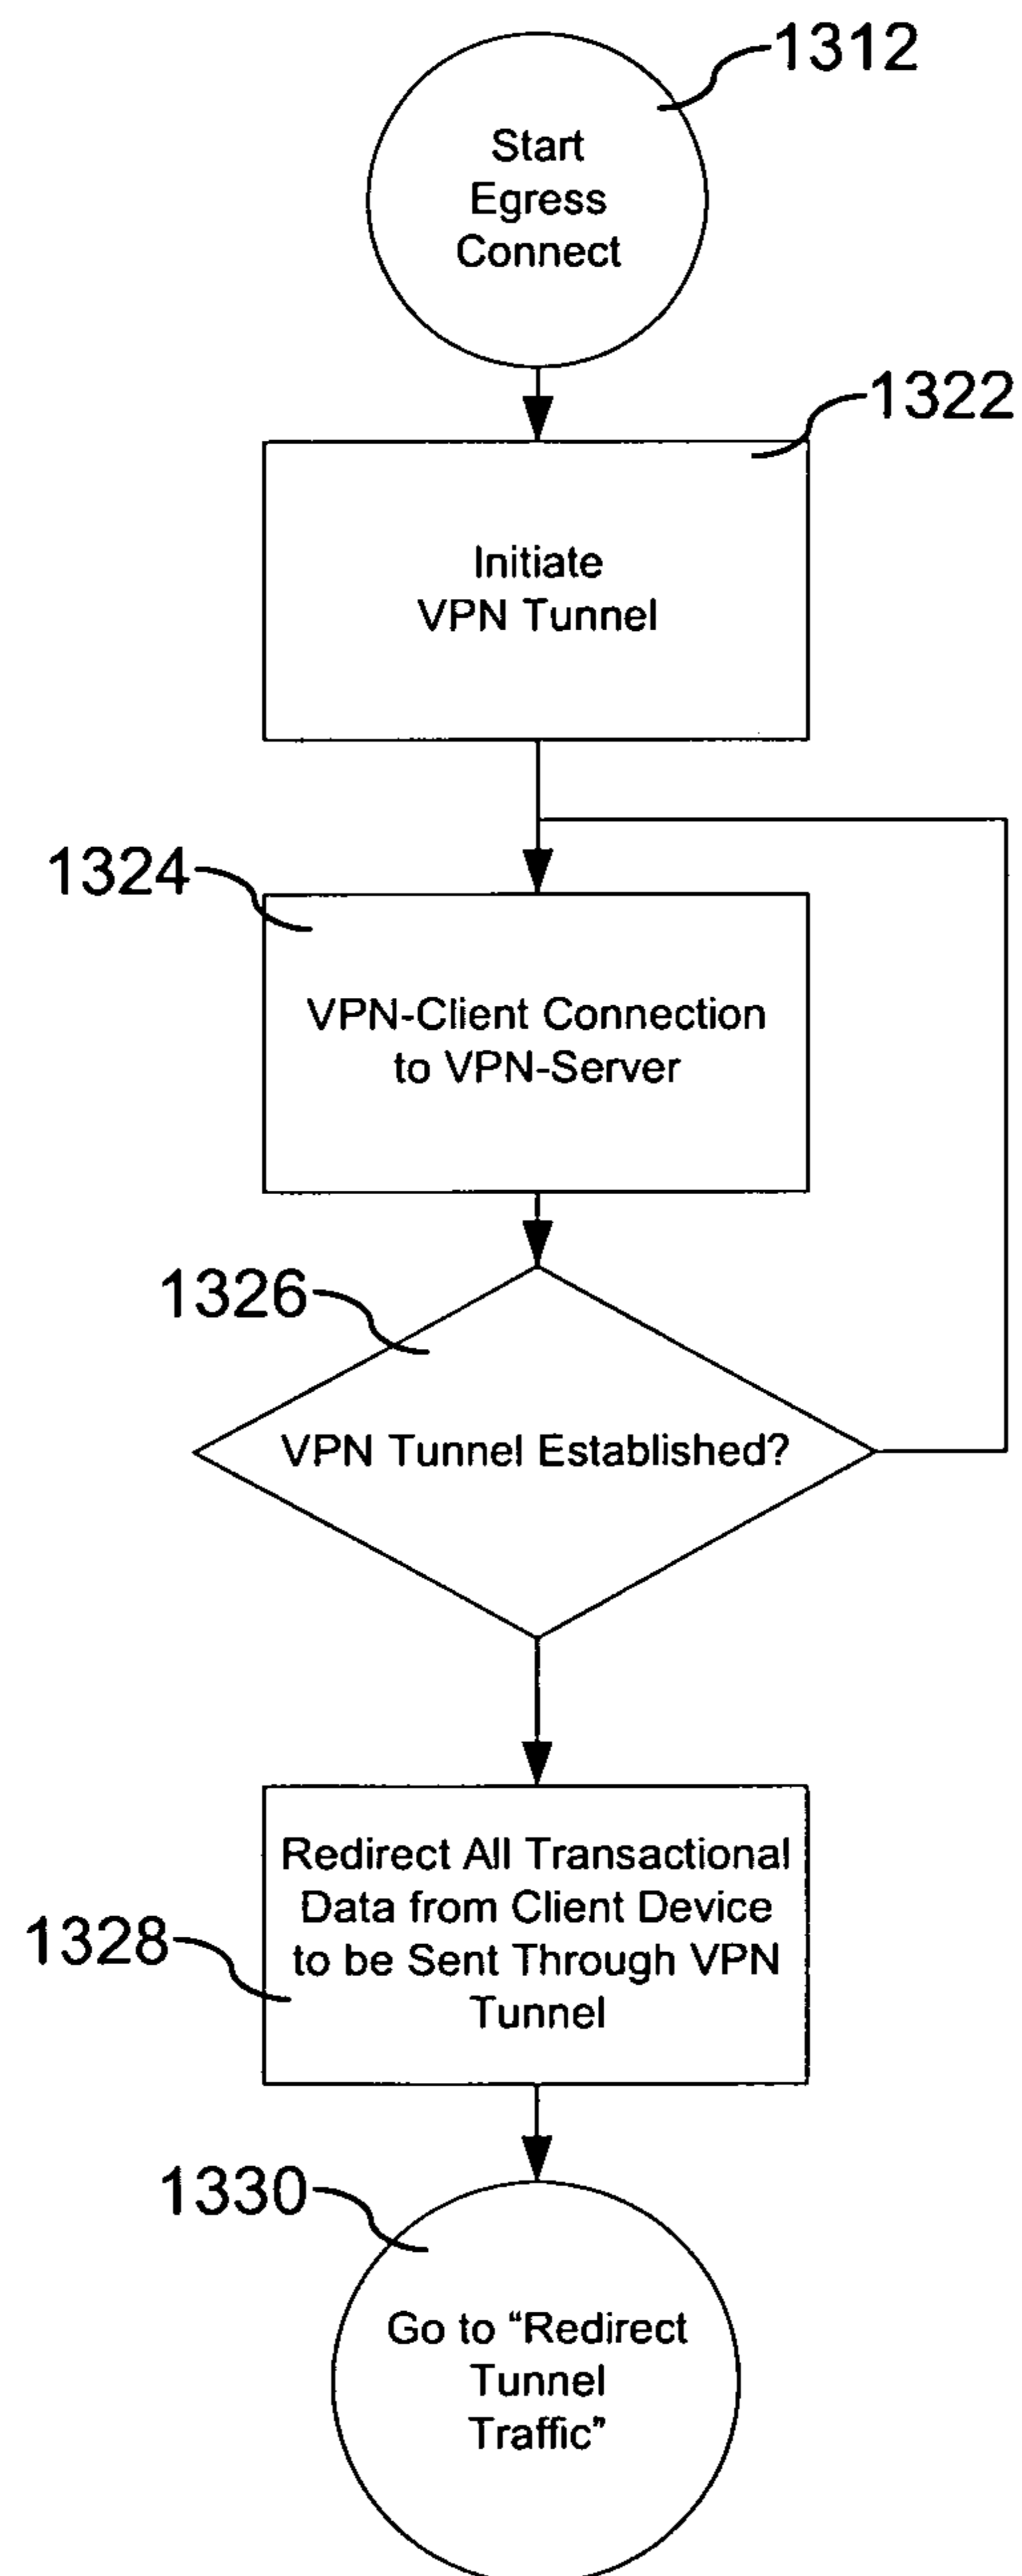 1312
Start
Egress
Connect
1322
Initiate
VPN Tunnel
1324
VPN-Client Connection
to VPN-Server
1326
VPN Tunnel Established?
Redirect All Transactional
Data from Client Device
to be Sent Through VPN
Tunnel
1328
1330
Go to “Redirect
Tunnel
Traffic”